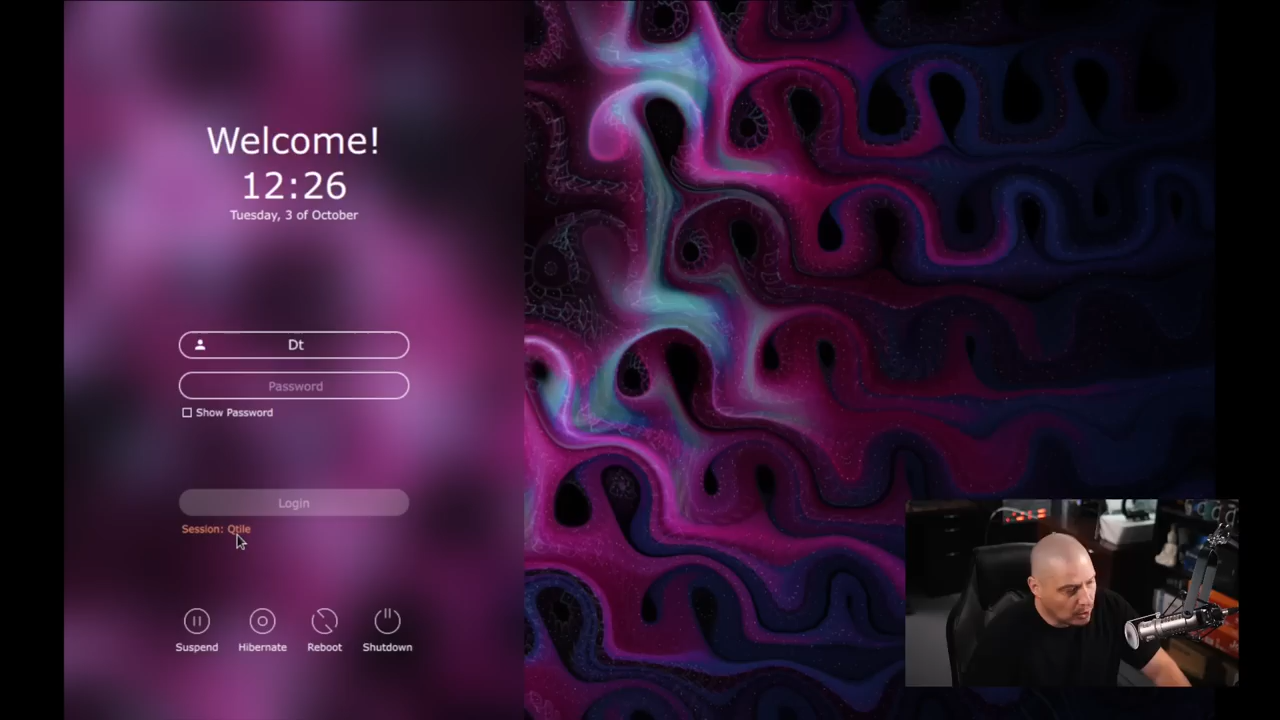 Welcome!
12:26
Tuesday, 3 of October
Dt
Password
Show Password
Login
Session: Qtile
Suspend
Hibernate
Reboot
Shutdown